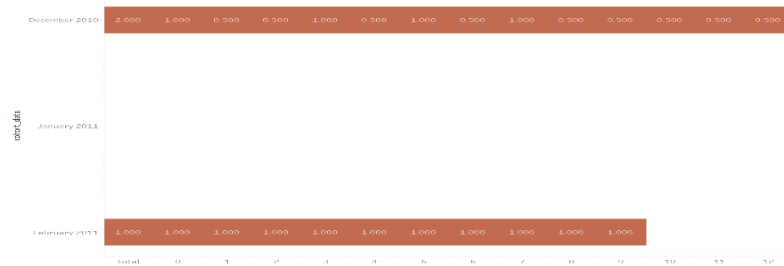 December 2010 2.000 1.000 0.500 0.500 1.000 0.500 1.000 0.500 1.000 0.500 0.500 0.500 0.500 0.500
cohort_date
January 2011
February 2011 1.000 1.000 1.000 1.000 1.000 1.000 1.000 1.000 1.000 1.000 1.000
Total 0 1 2 3 4 5 6 7 8 9 10 11 12